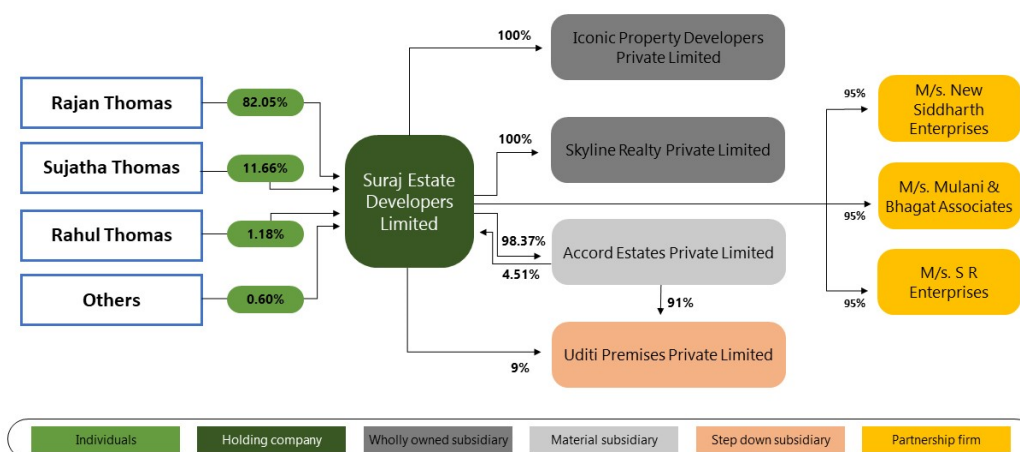 100%
Iconic Property Developers
Private Limited
Rajan Thomas
82.05%
95%
M/s. New
Siddharth
Enterprises
Sujatha Thomas
11.66%
Suraj Estate
Developers
Limited
100%
Skyline Realty Private Limited
M/s. Mulani &
Bhagat Associates
95%
Rahul Thomas
1.18%
98.37%
4.51%
Accord Estates Private Limited
M/s. S R
Enterprises
95%
Others
0.60%
91%
Uditi Premises Private Limited
9%
Individuals
Holding company
Wholly owned subsidiary
Material subsidiary
Step down subsidiary
Partnership firm